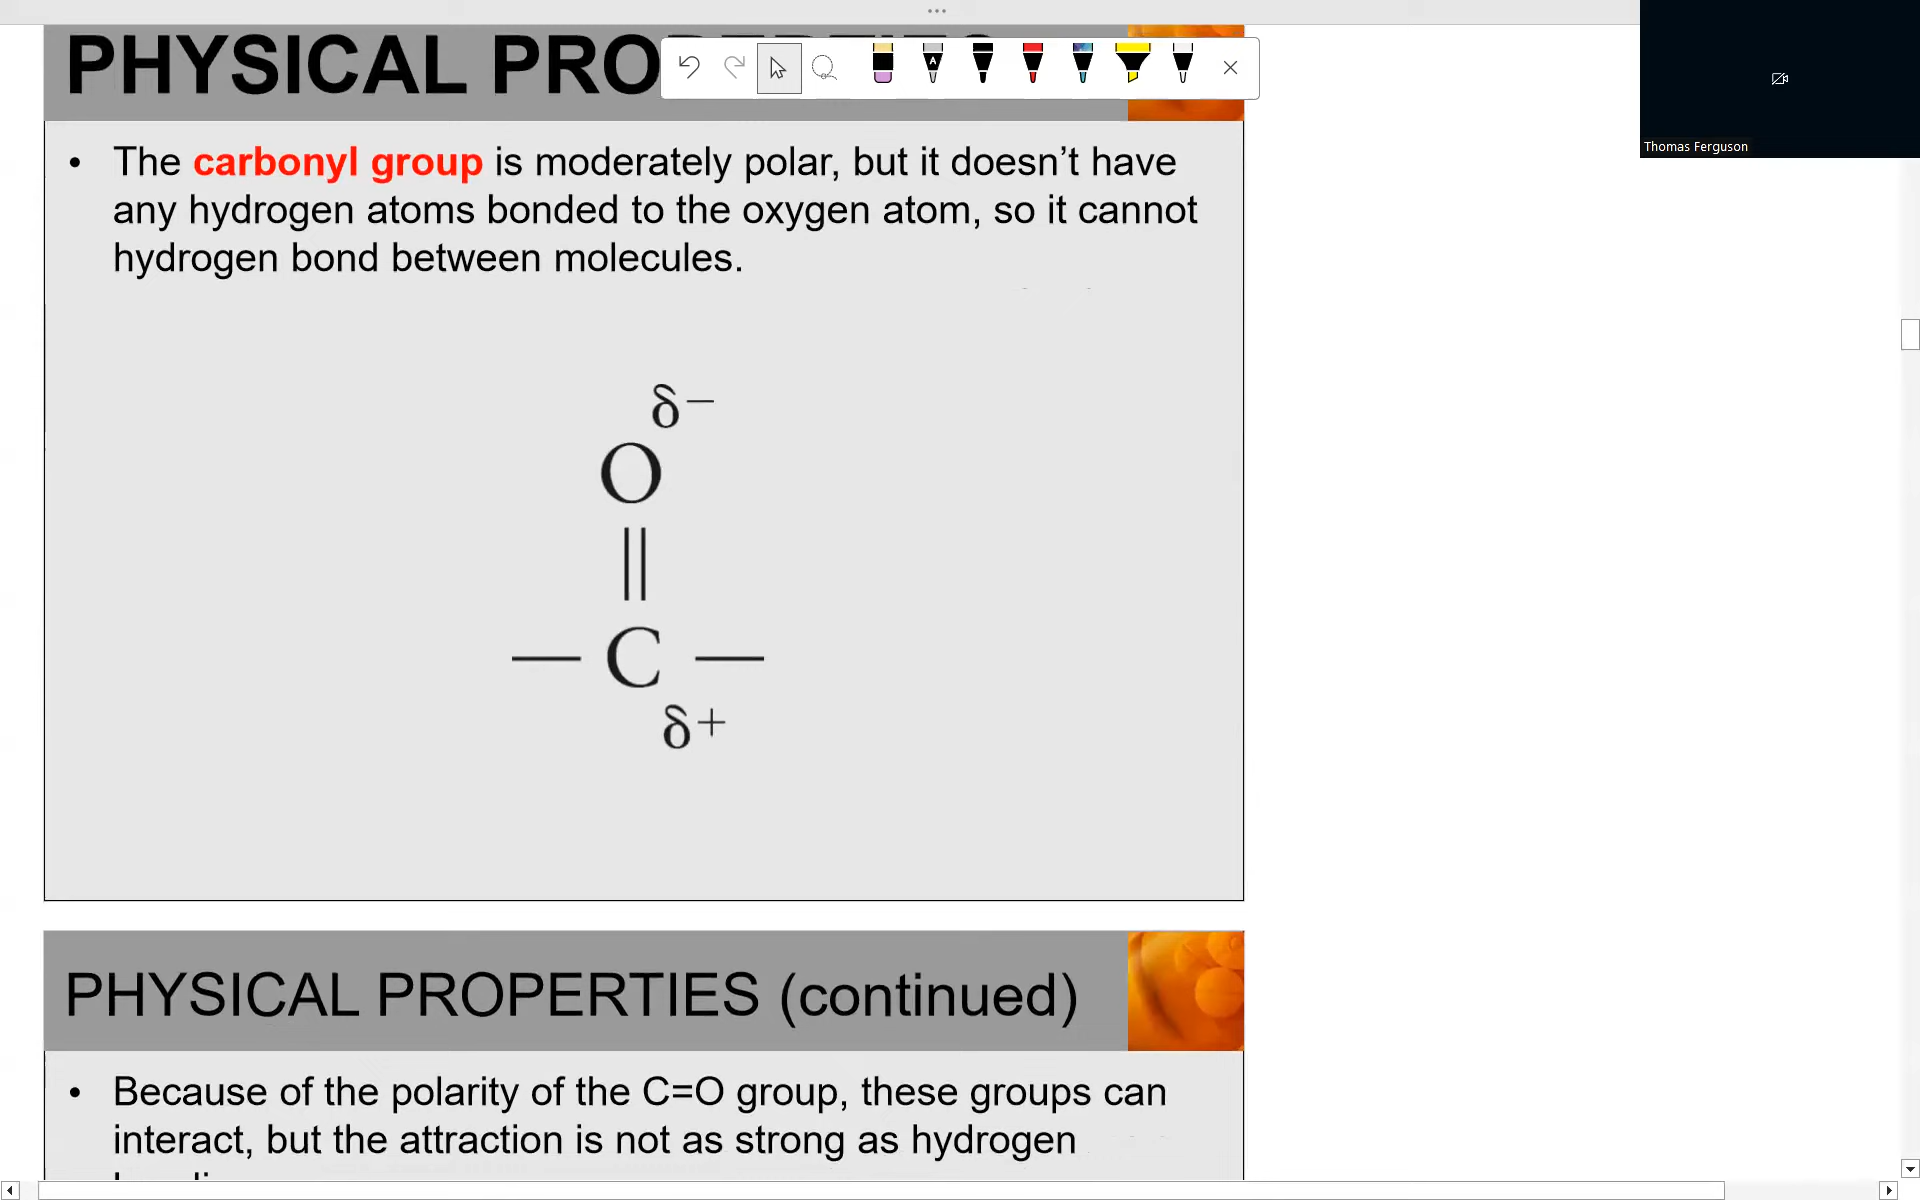 PHYSICAL PRO
Thomas Ferguson
• The carbonyl group is moderately polar, but it doesn’t have
any hydrogen atoms bonded to the oxygen atom, so it cannot
hydrogen bond between molecules.
δ−
O
||
— C —
δ+
PHYSICAL PROPERTIES (continued)
• Because of the polarity of the C=O group, these groups can
interact, but the attraction is not as strong as hydrogen